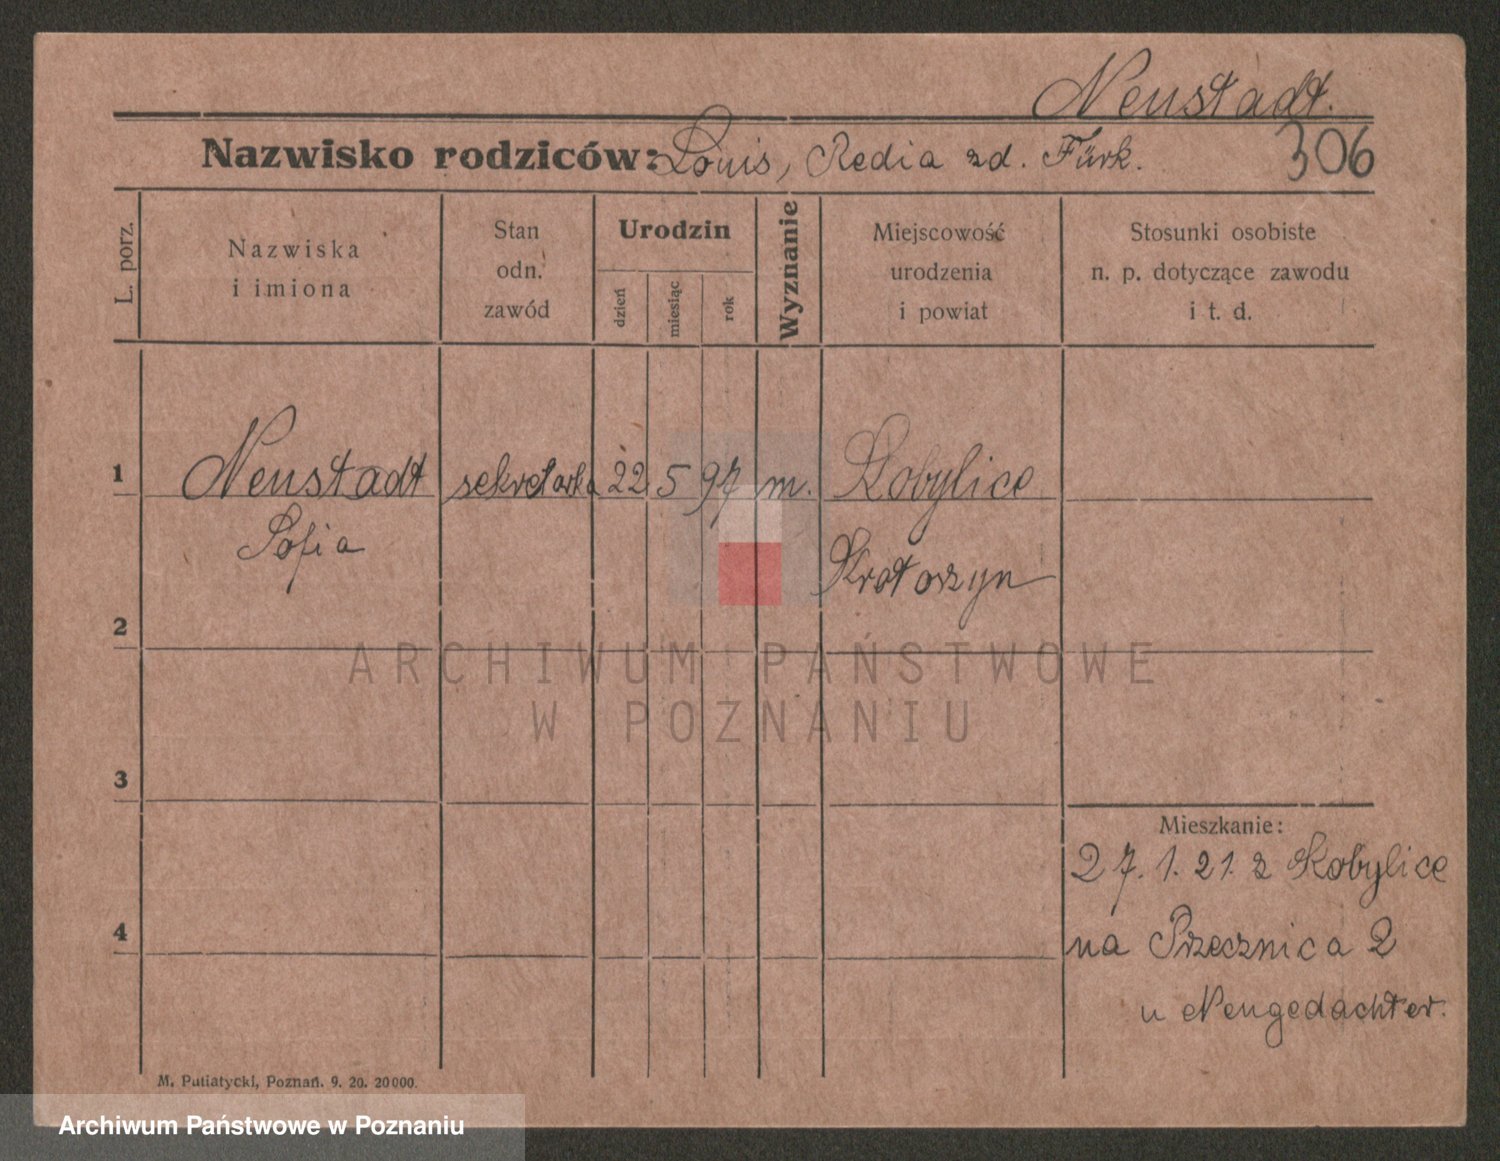 Neustadt.
Nazwisko rodziców: Louis, Redia zd. Fürk.
306
L. porz.
Nazwiska
i imiona
Stan
odn.
zawód
Urodzin
dzień
miesiąc
rok
Wyznanie
Miejscowość
urodzenia
i powiat
Stosunki osobiste
n. p. dotyczące zawodu
i t. d.
1
Neustadt sekretarka 22 5 97 m. Kobylice
Sofia
Krotoszyn
2
ARCHIWUM PAŃSTWOWE
W POZNANIU
3
Mieszkanie:
27. 1. 21. z Kobylice
4
na Przecznica 2
u Neugedachter.
M. Putiatycki, Poznań. 9. 20. 20000.
Archiwum Państwowe w Poznaniu